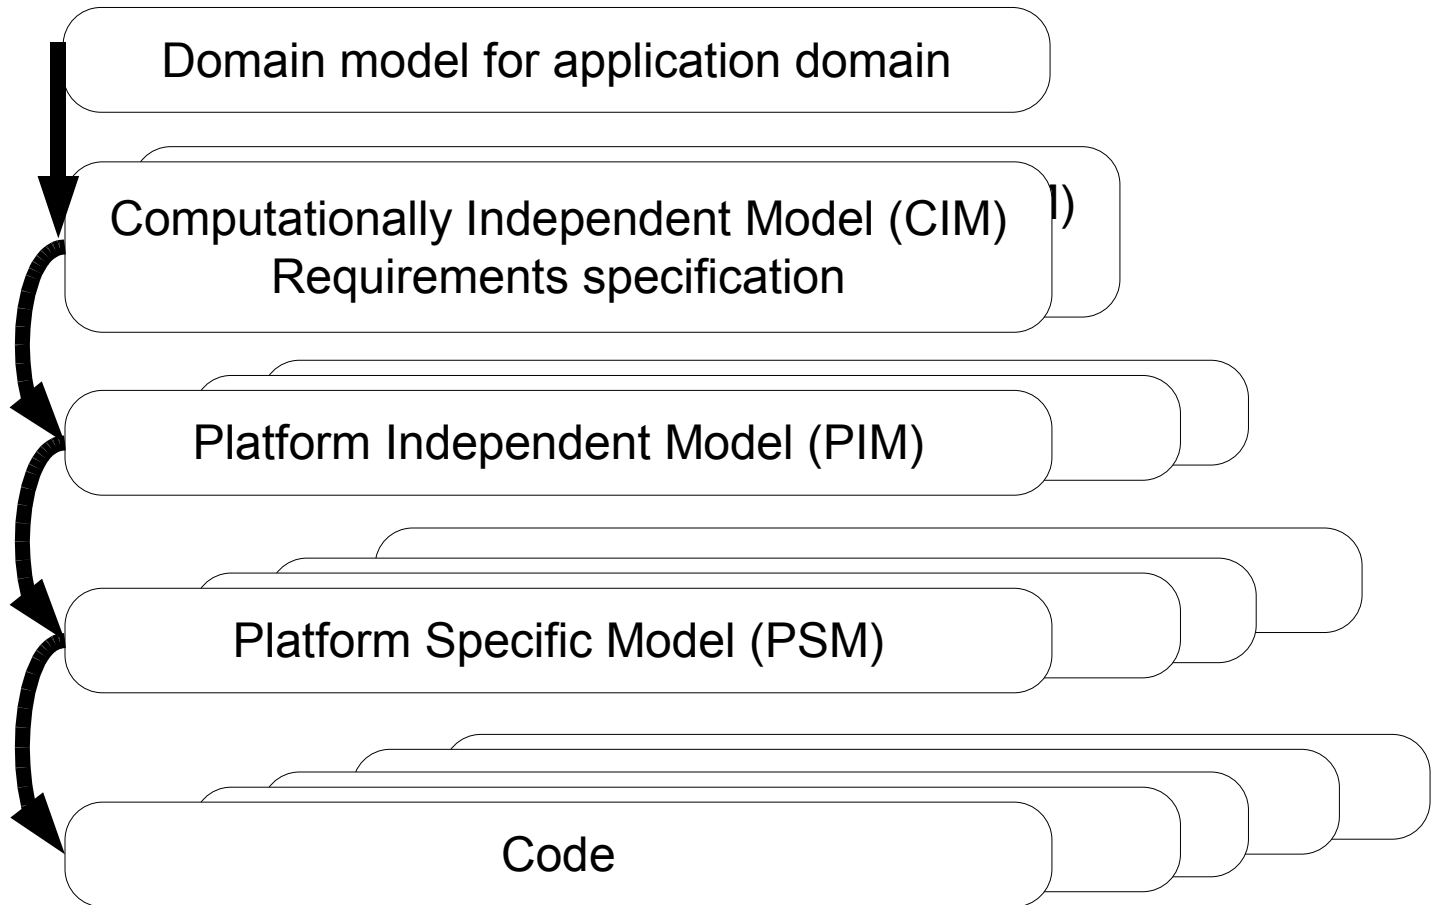 Domain model for application domain
Computationally Independent Model (CIM)
Requirements specification
Platform Independent Model (PIM)
Platform Specific Model (PSM)
Code